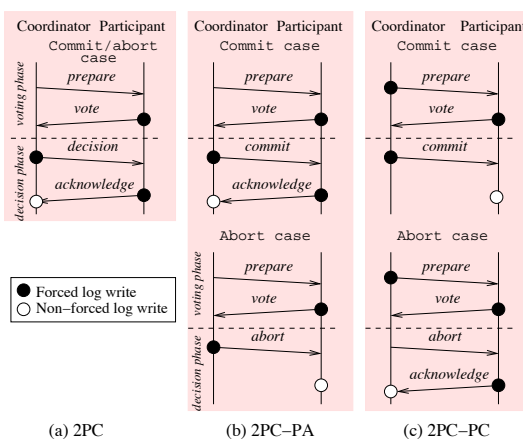 Coordinator Participant
Commit/abort
case
voting phase
prepare
vote
decision phase
decision
acknowledge
Forced log write
Non-forced log write
(a) 2PC
Coordinator Participant
Commit case
prepare
vote
commit
acknowledge
Abort case
voting phase
prepare
vote
decision phase
abort
(b) 2PC-PA
Coordinator Participant
Commit case
prepare
vote
commit
Abort case
prepare
vote
abort
acknowledge
(c) 2PC-PC